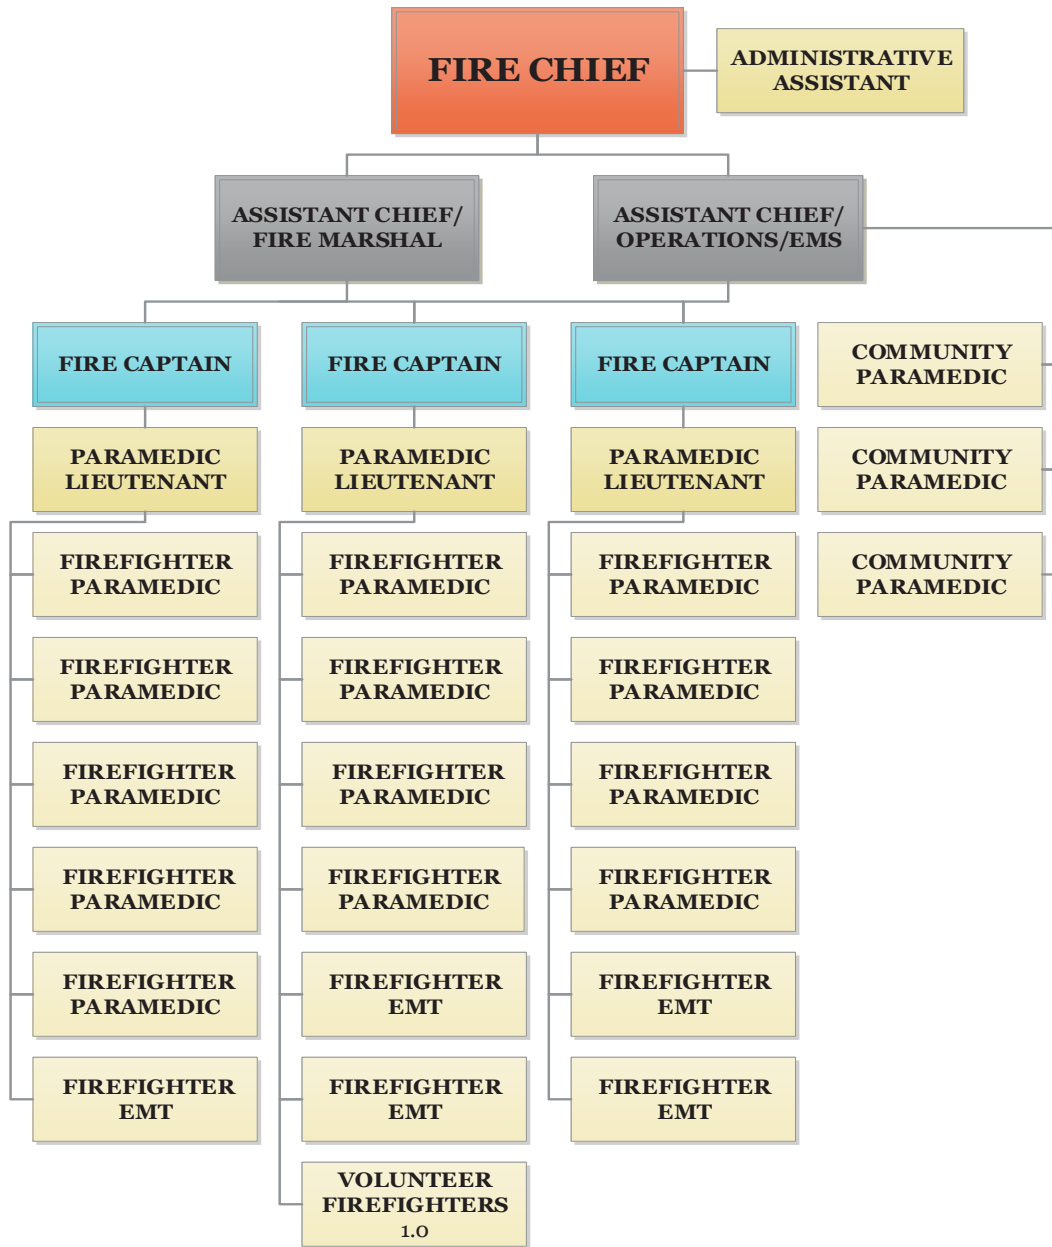 FIRE CHIEF
ADMINISTRATIVE
ASSISTANT
ASSISTANT CHIEF/
FIRE MARSHAL
ASSISTANT CHIEF/
OPERATIONS/EMS
FIRE CAPTAIN
FIRE CAPTAIN
FIRE CAPTAIN
COMMUNITY
PARAMEDIC
PARAMEDIC
LIEUTENANT
PARAMEDIC
LIEUTENANT
PARAMEDIC
LIEUTENANT
COMMUNITY
PARAMEDIC
FIREFIGHTER
PARAMEDIC
FIREFIGHTER
PARAMEDIC
FIREFIGHTER
PARAMEDIC
COMMUNITY
PARAMEDIC
FIREFIGHTER
PARAMEDIC
FIREFIGHTER
PARAMEDIC
FIREFIGHTER
PARAMEDIC
FIREFIGHTER
PARAMEDIC
FIREFIGHTER
PARAMEDIC
FIREFIGHTER
PARAMEDIC
FIREFIGHTER
PARAMEDIC
FIREFIGHTER
PARAMEDIC
FIREFIGHTER
PARAMEDIC
FIREFIGHTER
PARAMEDIC
FIREFIGHTER
EMT
FIREFIGHTER
EMT
FIREFIGHTER
EMT
FIREFIGHTER
EMT
FIREFIGHTER
EMT
VOLUNTEER
FIREFIGHTERS
1.0